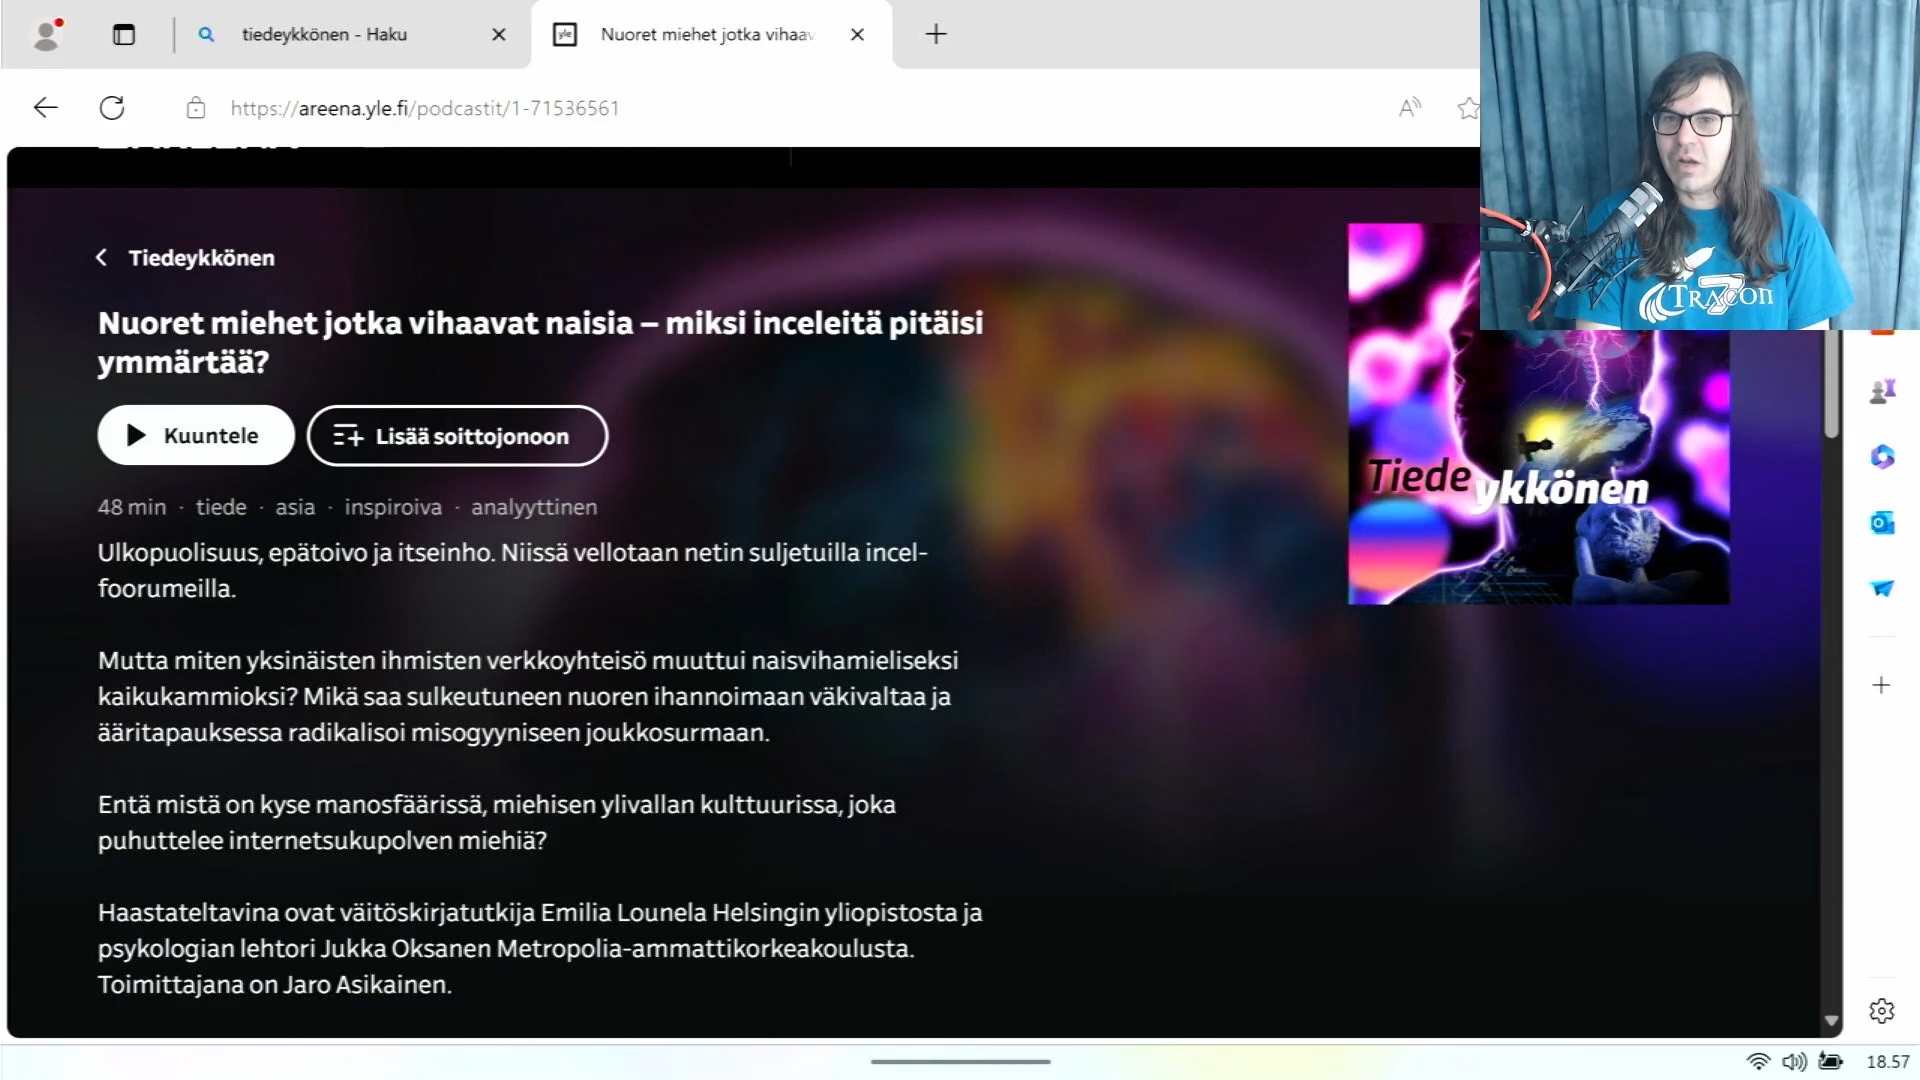 tiedeykkönen - Haku
yle
Nuoret miehet jotka vihaav
https://areena.yle.fi/podcastit/1-71536561
Tiedeykkönen
Nuoret miehet jotka vihaavat naisia – miksi inceleitä pitäisi
ymmärtää?
Kuuntele
Lisää soittojonoon
48 min · tiede · asia · inspiroiva · analyyttinen
Ulkopuolisuus, epätoivo ja itseinho. Niissä vellotaan netin suljetuilla incel-
foorumeilla.
Mutta miten yksinäisten ihmisten verkkoyhteisö muuttui naisvihamieliseksi
kaikukammioksi? Mikä saa sulkeutuneen nuoren ihannoimaan väkivaltaa ja
ääritapauksessa radikalisoi misogyyniseen joukkosurmaan.
Entä mistä on kyse manosfäärissä, miehisen ylivallan kulttuurissa, joka
puhuttelee internetsukupolven miehiä?
Haastateltavina ovat väitöskirjatutkija Emilia Lounela Helsingin yliopistosta ja
psykologian lehtori Jukka Oksanen Metropolia-ammattikorkeakoulusta.
Toimittajana on Jaro Asikainen.
Tiede
ykkönen
TRACON
7
18.57